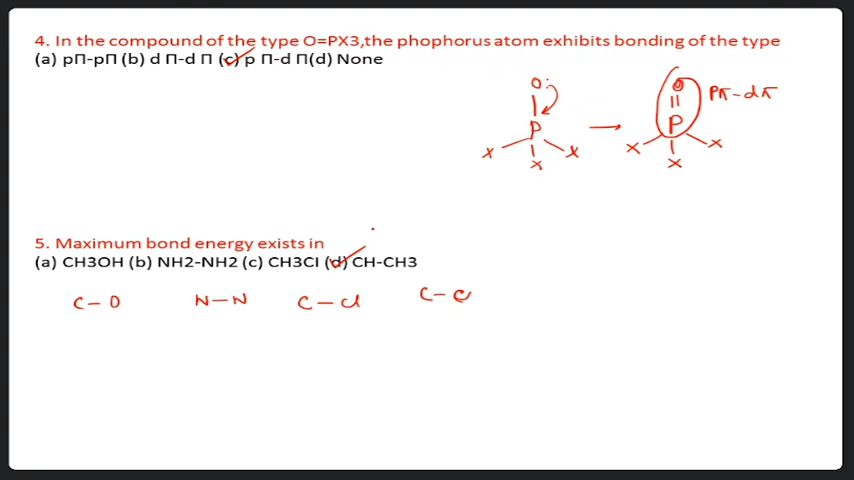 4. In the compound of the type O=PX3,the phophorus atom exhibits bonding of the type
(a) pΠ-pΠ (b) d Π-d Π (c) p Π-d Π(d) None
O:
P
X X X
O
P
X X X
Pπ-dπ
5. Maximum bond energy exists in
(a) CH3OH (b) NH2-NH2 (c) CH3Cl (d) CH-CH3
C-O N-N C-Cl C-C